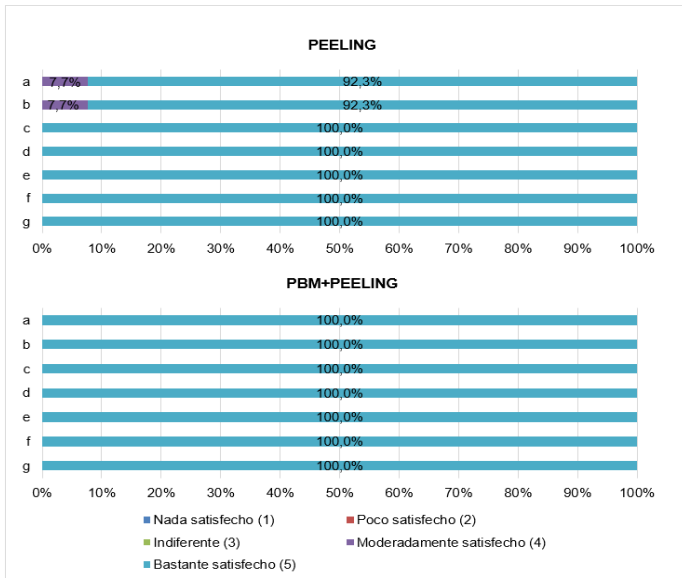 PEELING
a 7,7% 92,3%
b 7,7% 92,3%
c 100,0%
d 100,0%
e 100,0%
f 100,0%
g 100,0%
0% 10% 20% 30% 40% 50% 60% 70% 80% 90% 100%
PBM+PEELING
a 100,0%
b 100,0%
c 100,0%
d 100,0%
e 100,0%
f 100,0%
g 100,0%
0% 10% 20% 30% 40% 50% 60% 70% 80% 90% 100%
Nada satisfecho (1) Poco satisfecho (2)
Indiferente (3) Moderadamente satisfecho (4)
Bastante satisfecho (5)